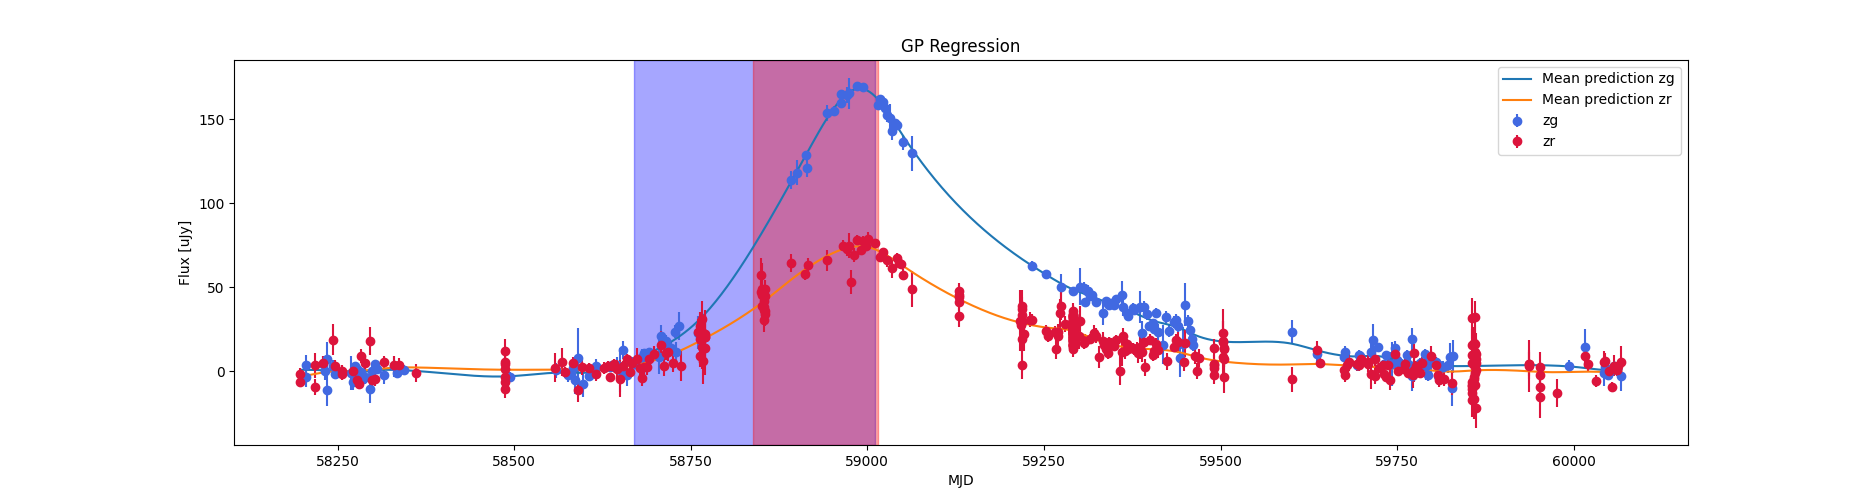 GP Regression
Mean prediction zg
Mean prediction zr
zg
zr
Flux [uJy]
150
100
50
0
58250
58500
58750
59000
59250
59500
59750
60000
MJD